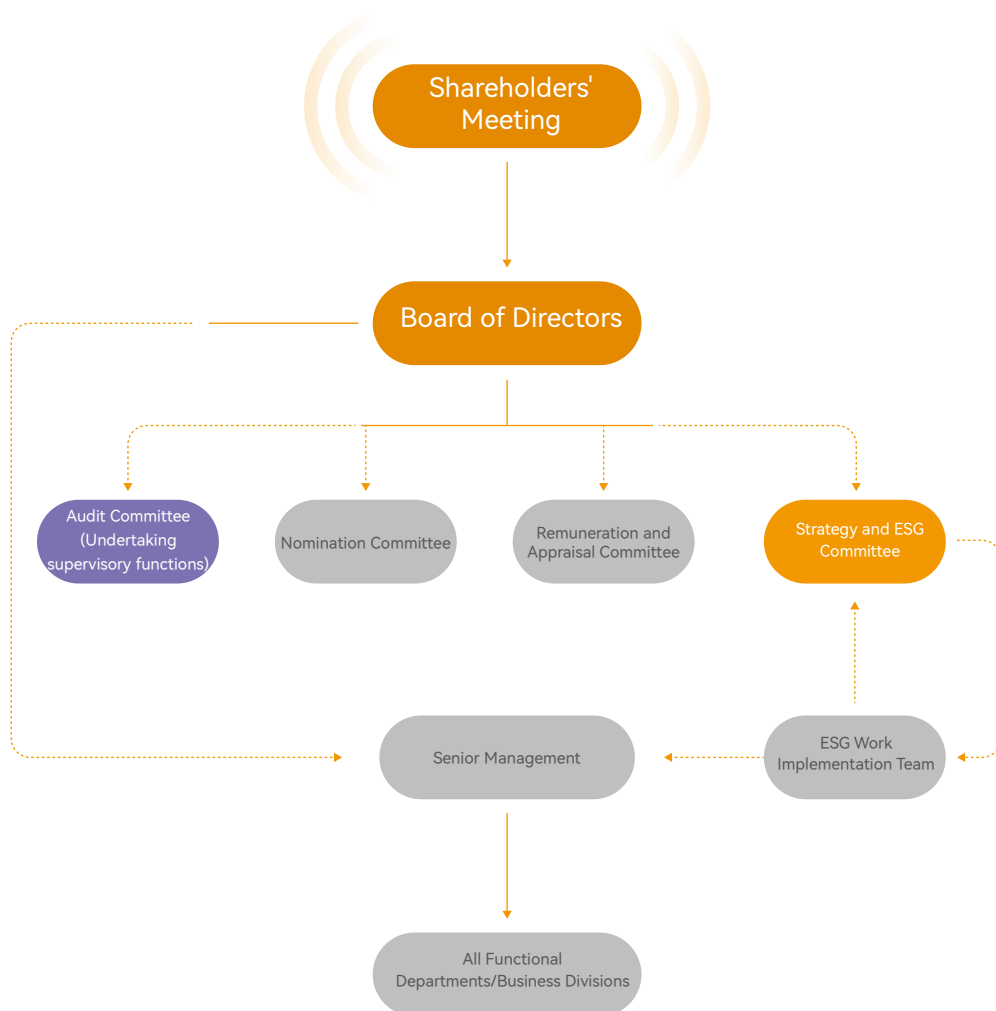 Shareholders'
Meeting
Board of Directors
Audit Committee
(Undertaking
supervisory functions)
Nomination Committee
Remuneration and
Appraisal Committee
Strategy and ESG
Committee
Senior Management
ESG Work
Implementation Team
All Functional
Departments/Business Divisions